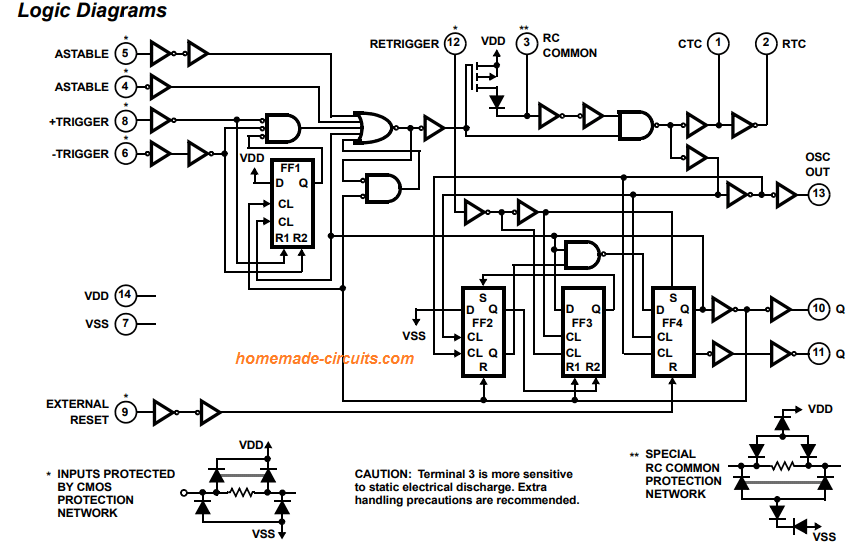 Logic Diagrams
*
ASTABLE 5
*
ASTABLE 4
*
+TRIGGER 8
*
-TRIGGER 6
*
RETRIGGER 12
VDD
**
3 RC
COMMON
CTC 1
2 RTC
OSC
OUT
13
VDD
FF1
D Q
CL
CL
R1 R2
VDD 14
VSS 7
VSS
S
D Q
FF2
CL
CL Q
R
D Q
FF3
CL
CL
R1 R2
S
D Q
FF4
CL
CL
R
10 Q
11 Q
homemade-circuits.com
EXTERNAL
RESET
*
9
* INPUTS PROTECTED
BY CMOS
PROTECTION
NETWORK
VDD
VSS
CAUTION: Terminal 3 is more sensitive
to static electrical discharge. Extra
handling precautions are recommended.
** SPECIAL
RC COMMON
PROTECTION
NETWORK
VDD
VSS